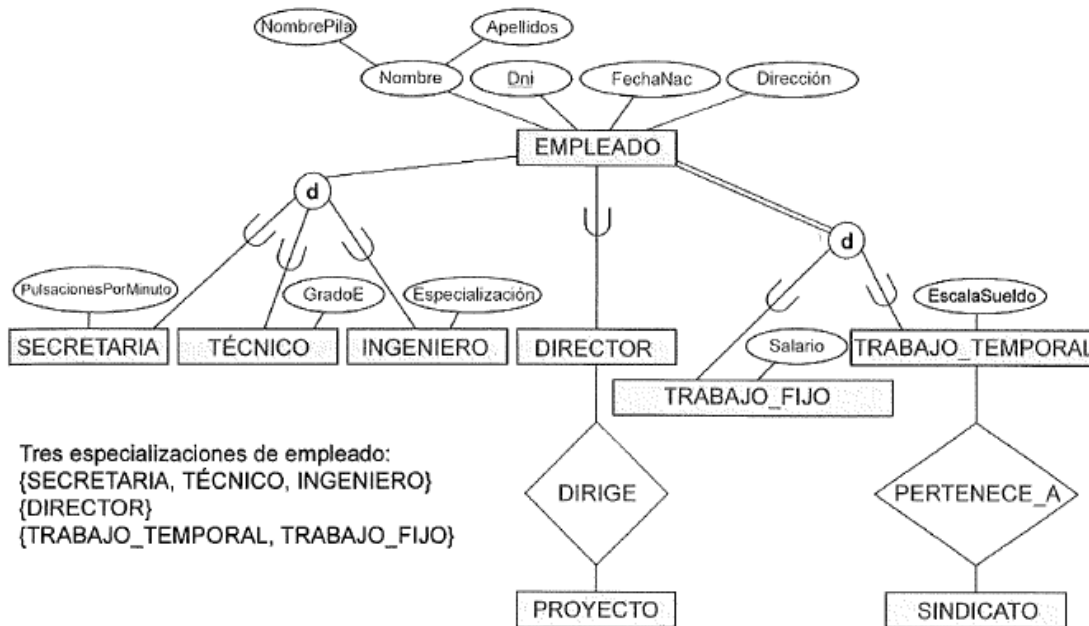 NombrePila
Apellidos
Nombre
Dni
FechaNac
Dirección
EMPLEADO
d
d
PulsacionesPorMinuto
GradoE
Especialización
EscalaSueldo
SECRETARIA
TÉCNICO
INGENIERO
DIRECTOR
Salario
TRABAJO_TEMPORAL
TRABAJO_FIJO
Tres especializaciones de empleado:
{SECRETARIA, TÉCNICO, INGENIERO}
{DIRECTOR}
{TRABAJO_TEMPORAL, TRABAJO_FIJO}
DIRIGE
PERTENECE_A
PROYECTO
SINDICATO